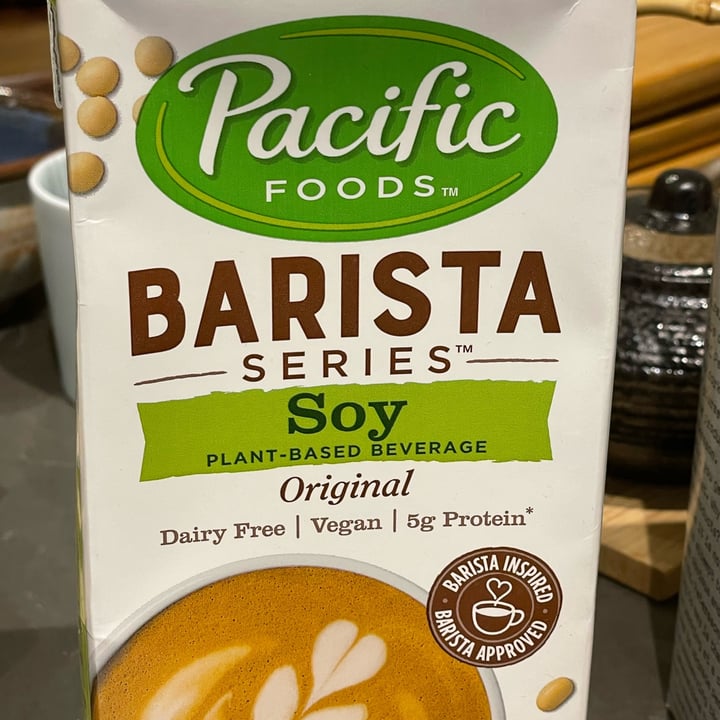 Pacific
FOODS™
BARISTA
SERIES™
Soy
PLANT-BASED BEVERAGE
Original
Dairy Free | Vegan | 5g Protein*
BARISTA INSPIRED
BARISTA APPROVED